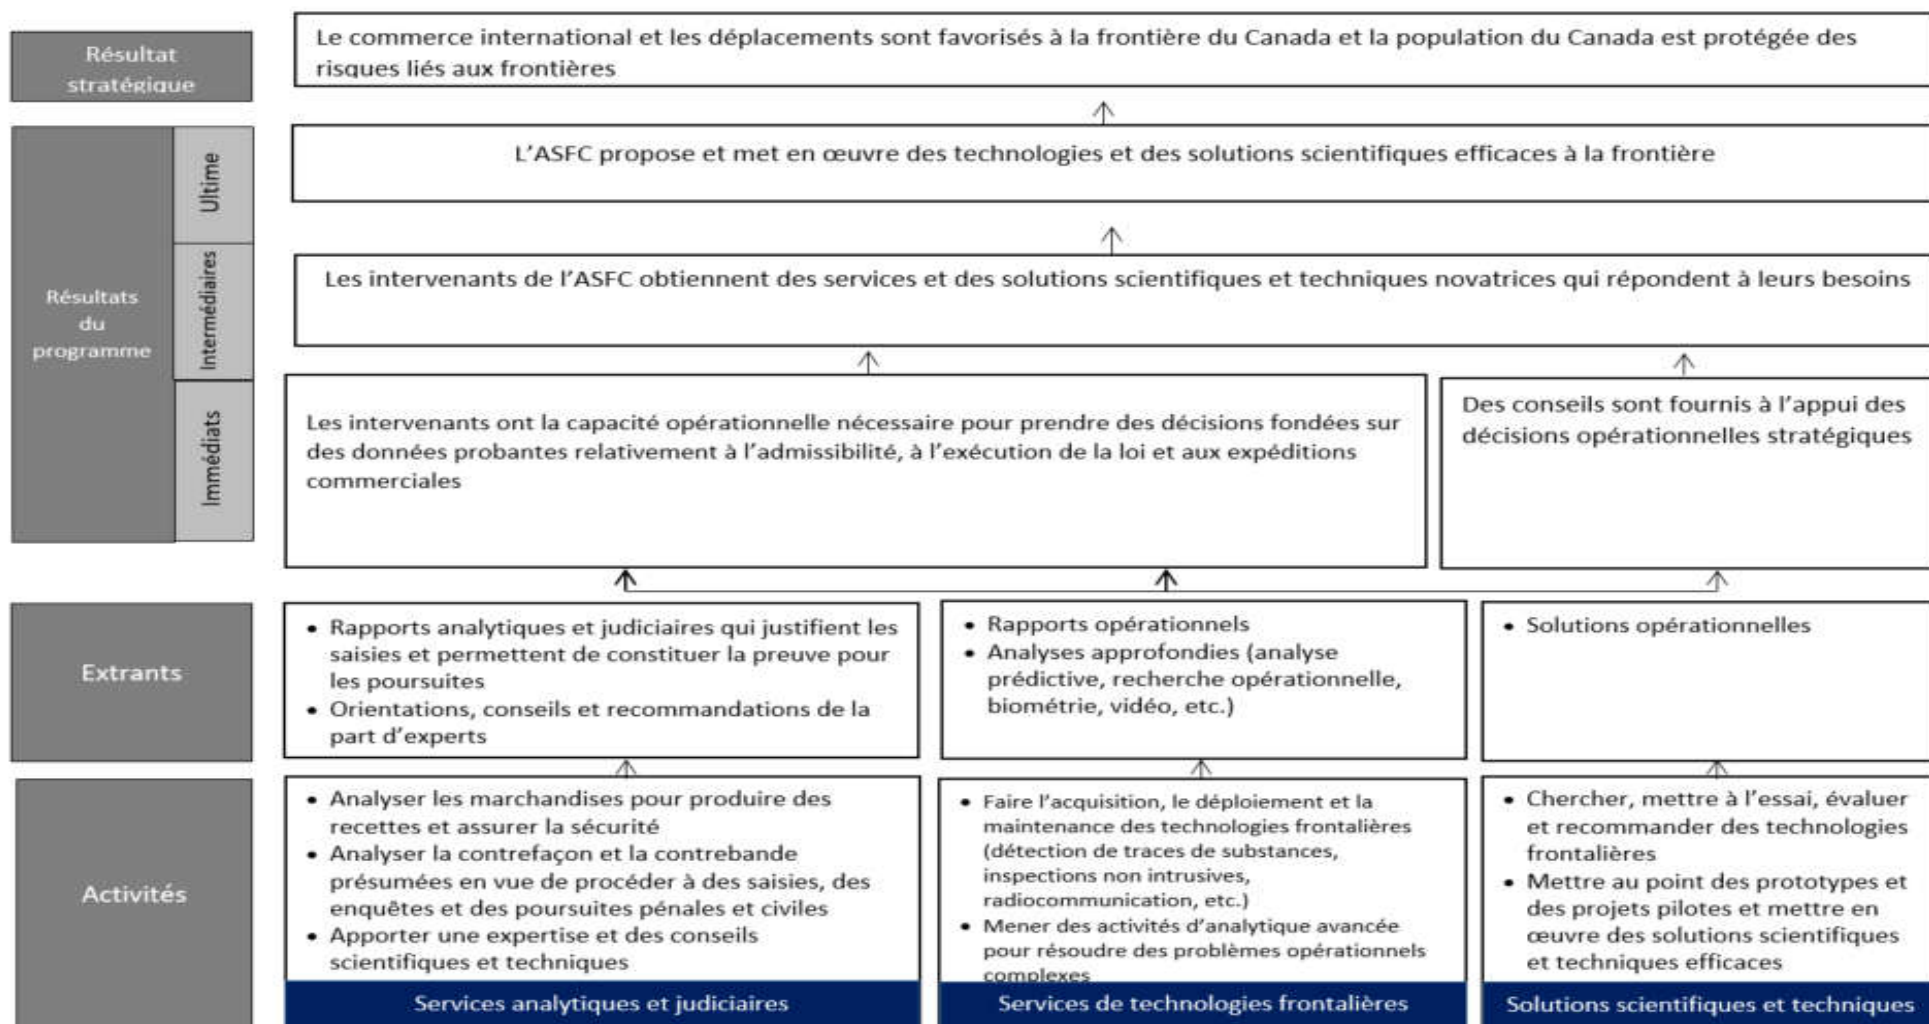 Résultat
stratégique
Le commerce international et les déplacements sont favorisés à la frontière du Canada et la population du Canada est protégée des
risques liés aux frontières
Résultats
du
programme
Ultime
L'ASFC propose et met en œuvre des technologies et des solutions scientifiques efficaces à la frontière
Intermédiaires
Les intervenants de l'ASFC obtiennent des services et des solutions scientifiques et techniques novatrices qui répondent à leurs besoins
Immédiats
Les intervenants ont la capacité opérationnelle nécessaire pour prendre des décisions fondées sur
des données probantes relativement à l'admissibilité, à l'exécution de la loi et aux expéditions
commerciales
Des conseils sont fournis à l'appui des
décisions opérationnelles stratégiques
Extrants
• Rapports analytiques et judiciaires qui justifient les
saisies et permettent de constituer la preuve pour
les poursuites
• Orientations, conseils et recommandations de la
part d'experts
• Rapports opérationnels
• Analyses approfondies (analyse
prédictive, recherche opérationnelle,
biométrie, vidéo, etc.)
• Solutions opérationnelles
Activités
• Analyser les marchandises pour produire des
recettes et assurer la sécurité
• Analyser la contrefaçon et la contrebande
présumées en vue de procéder à des saisies, des
enquêtes et des poursuites pénales et civiles
• Apporter une expertise et des conseils
scientifiques et techniques
• Faire l'acquisition, le déploiement et la
maintenance des technologies frontalières
(détection de traces de substances,
inspections non intrusives,
radiocommunication, etc.)
• Mener des activités d'analytique avancée
pour résoudre des problèmes opérationnels
complexes
• Chercher, mettre à l'essai, évaluer
et recommander des technologies
frontalières
• Mettre au point des prototypes et
des projets pilotes et mettre en
œuvre des solutions scientifiques
et techniques efficaces
Services analytiques et judiciaires
Services de technologies frontalières
Solutions scientifiques et techniques